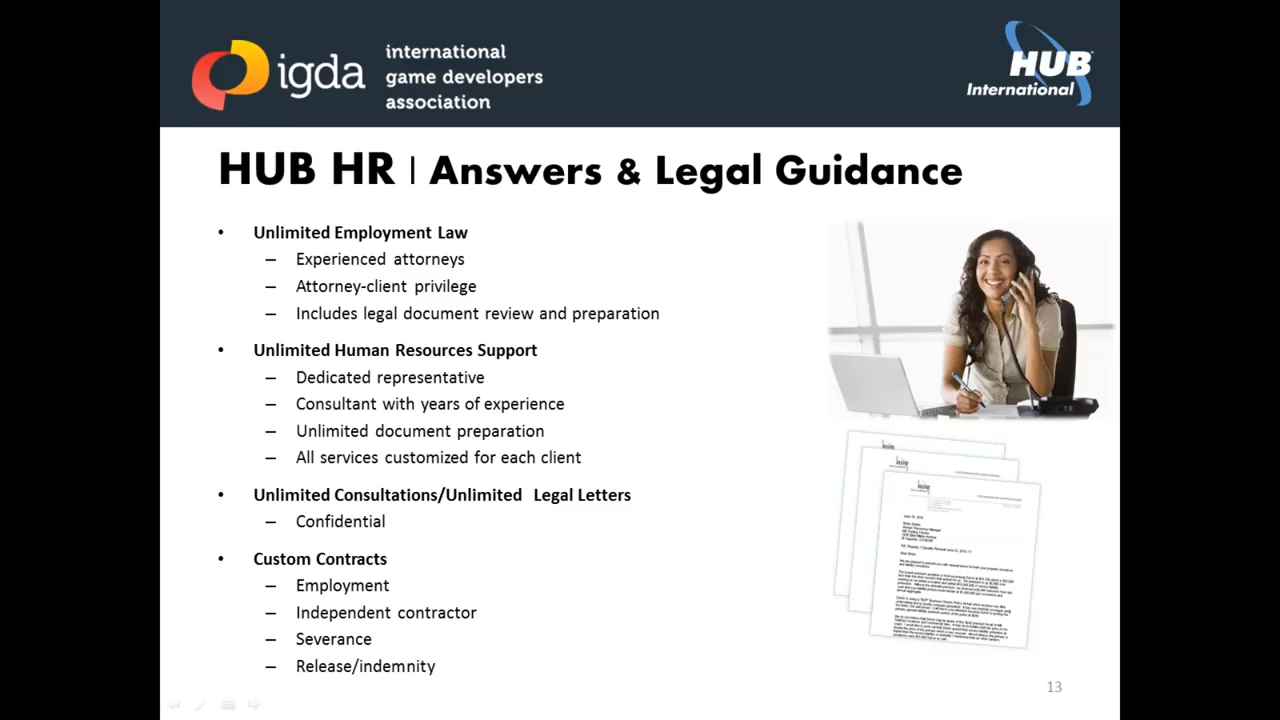 igda
international
game developers
association
HUB
International
HUB HR | Answers & Legal Guidance
• Unlimited Employment Law
– Experienced attorneys
– Attorney-client privilege
– Includes legal document review and preparation
• Unlimited Human Resources Support
– Dedicated representative
– Consultant with years of experience
– Unlimited document preparation
– All services customized for each client
• Unlimited Consultations/Unlimited Legal Letters
– Confidential
• Custom Contracts
– Employment
– Independent contractor
– Severance
– Release/indemnity
13